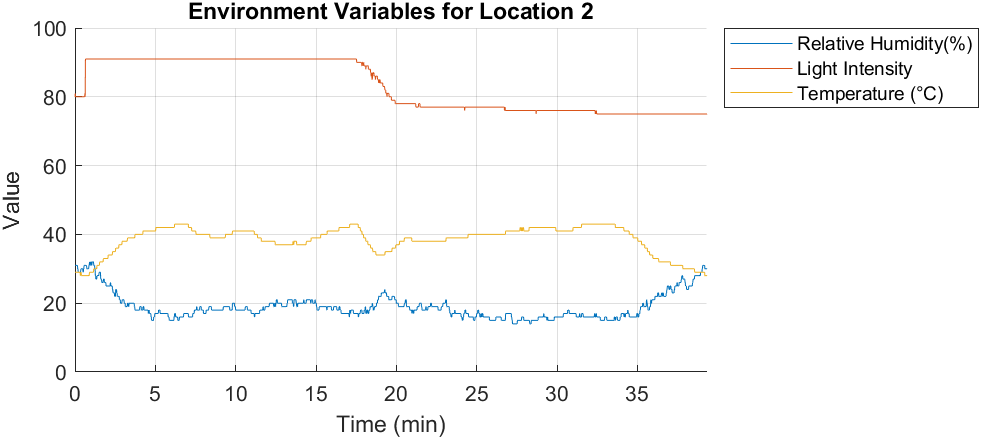 Environment Variables for Location 2
100
80
60
40
20
0
Value
0 5 10 15 20 25 30 35
Time (min)
Relative Humidity(%)
Light Intensity
Temperature (°C)